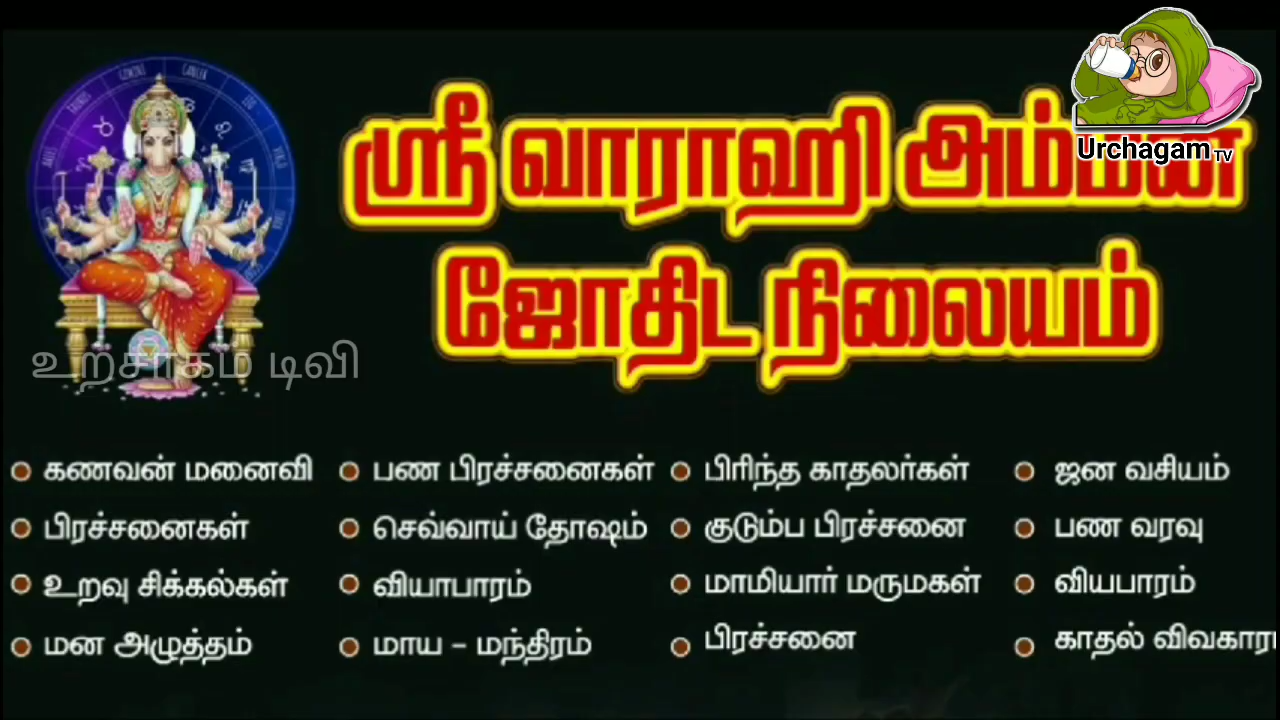 ஸ்ரீ வாராஹி அம்மன்
ஜோதிட நிலையம்
Urchagam TV
உற்சாகம் டிவி
கணவன் மனைவி
பிரச்சனைகள்
உறவு சிக்கல்கள்
மன அழுத்தம்
பண பிரச்சனைகள்
செவ்வாய் தோஷம்
வியாபாரம்
மாய – மந்திரம்
பிரிந்த காதலர்கள்
குடும்ப பிரச்சனை
மாமியார் மருமகள்
பிரச்சனை
ஜன வசியம்
பண வரவு
வியபாரம்
காதல்